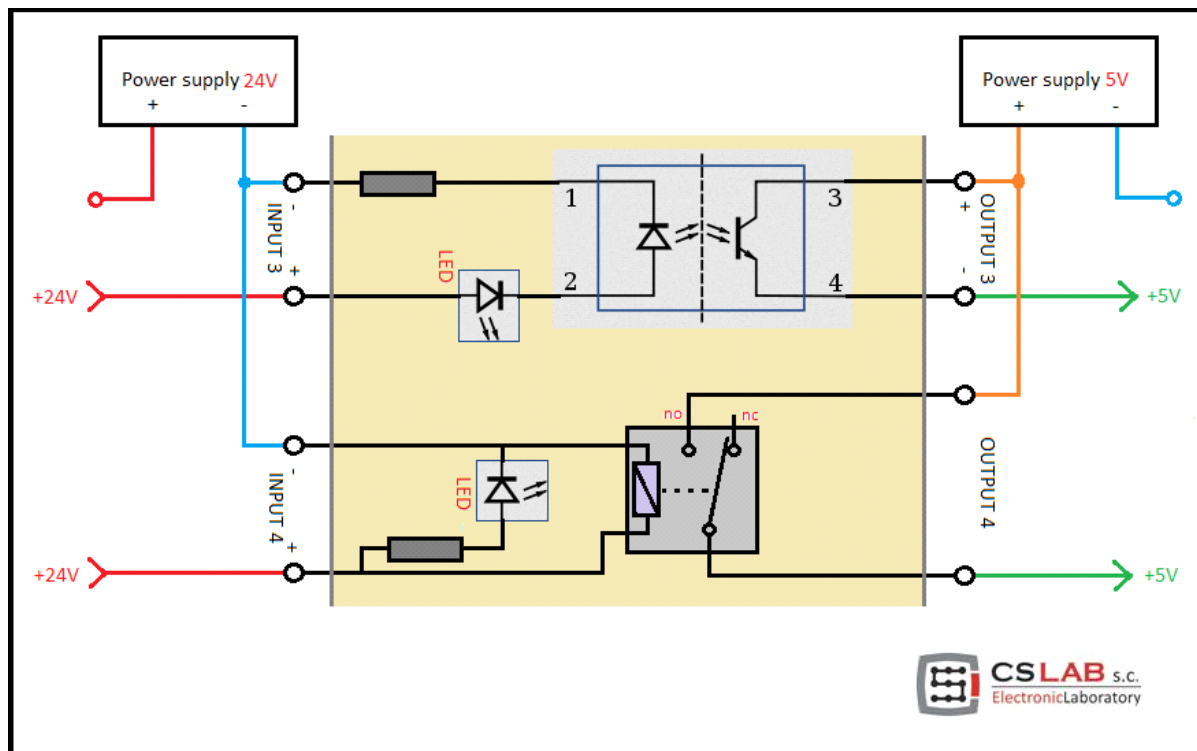 Power supply 24V
+ -
Power supply 5V
+ -
- INPUT 3 +
+24V
LED
1
2
3
4
+ OUTPUT 3 -
+5V
no
nc
- INPUT 4 +
+24V
LED
OUTPUT 4
+5V
CSLAB s.c.
ElectronicLaboratory